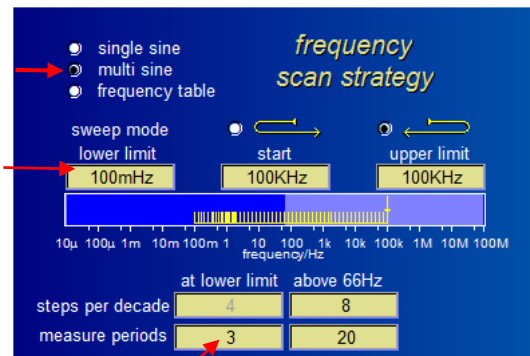 single sine
multi sine
frequency table
frequency
scan strategy
sweep mode
lower limit
start
upper limit
100mHz
100KHz
100KHz
10µ 100µ 1m 10m 100m 1 10 100 1k 10k 100k 1M 10M 100M
frequency/Hz
at lower limit above 66Hz
steps per decade 4 8
measure periods 3 20